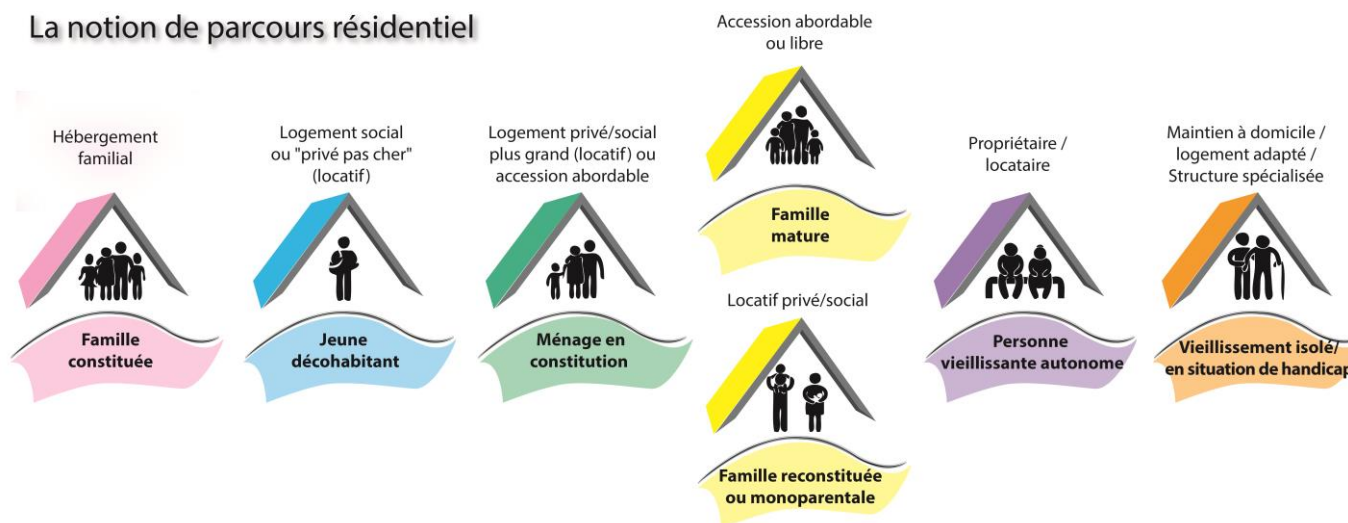 La notion de parcours résidentiel
Hébergement
familial
Famille
constituée
Logement social
ou "privé pas cher"
(locatif)
Jeune
décohabitant
Logement privé/social
plus grand (locatif) ou
accession abordable
Ménage en
constitution
Accession abordable
ou libre
Famille
mature
Locatif privé/social
Famille reconstituée
ou monoparentale
Propriétaire /
locataire
Personne
vieillissante autonome
Maintien à domicile /
logement adapté /
Structure spécialisée
Vieillissement isolé/
en situation de handicap